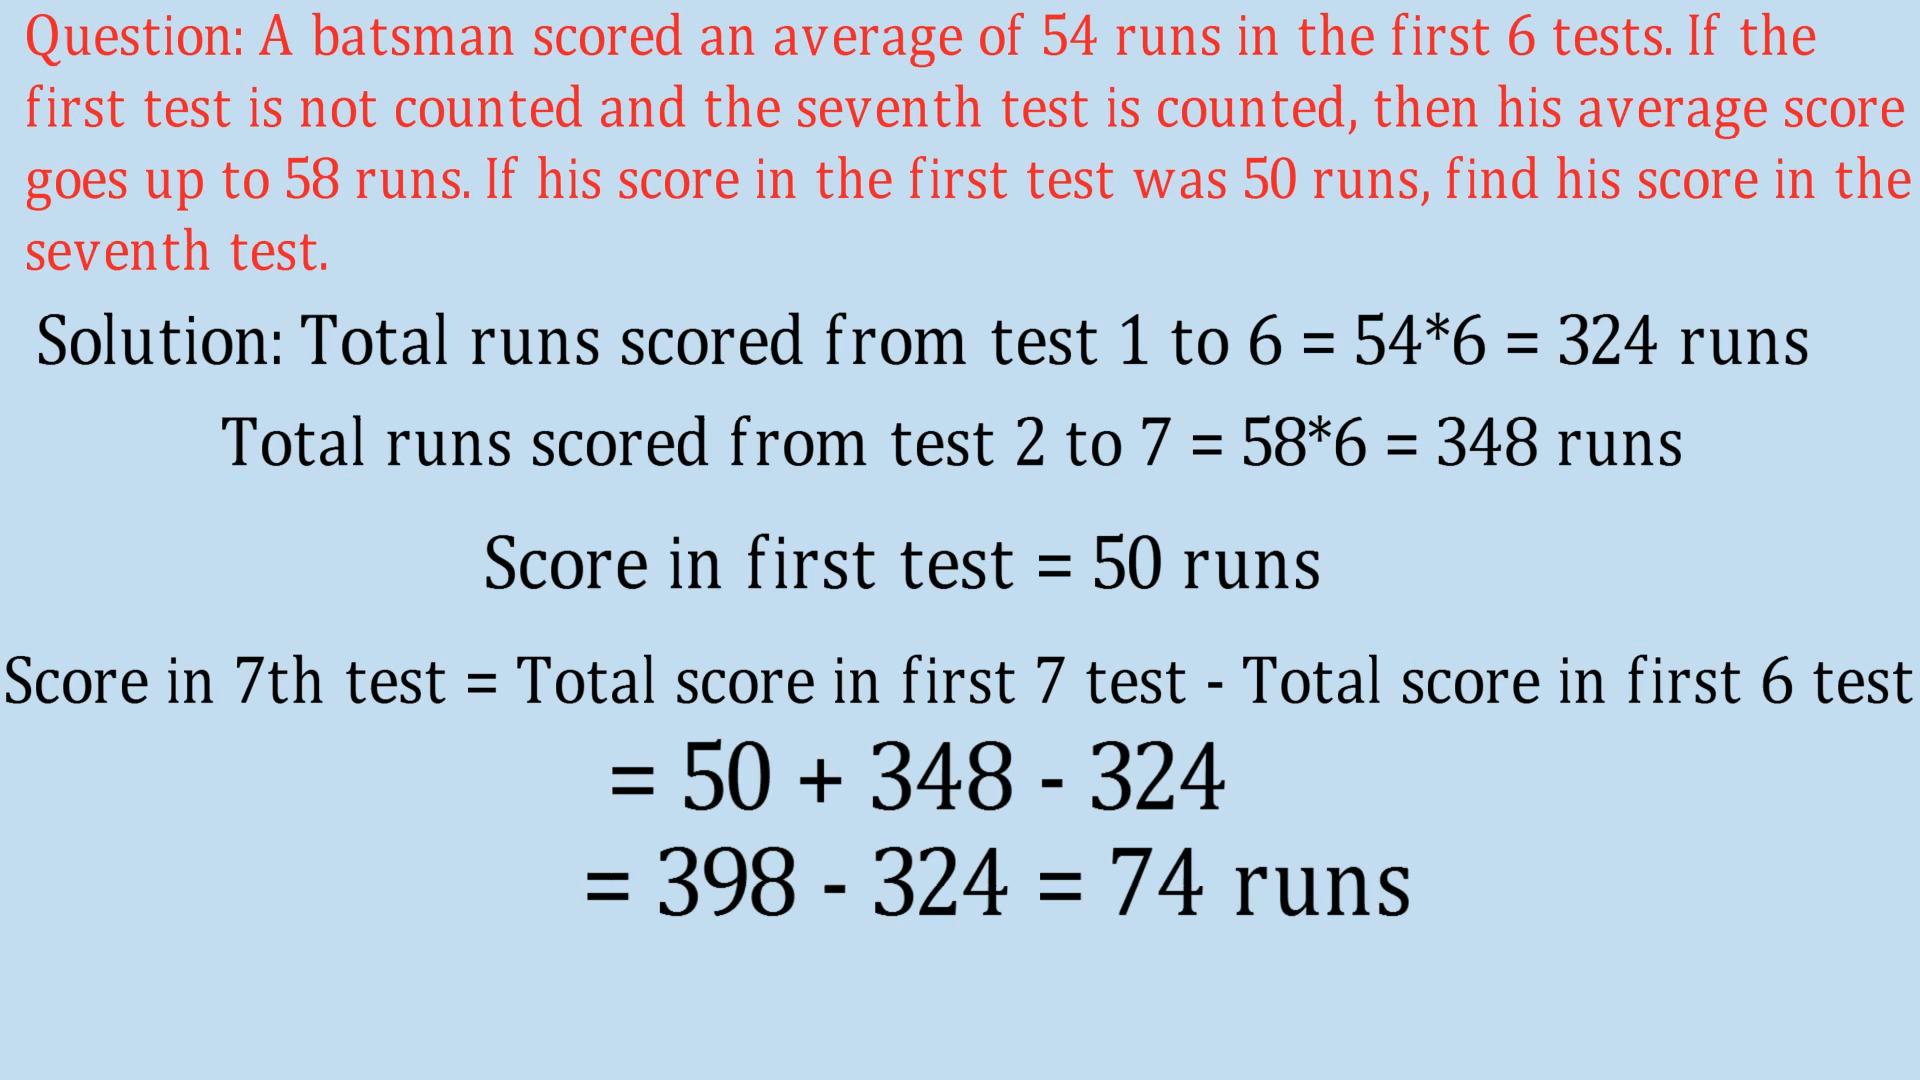 Question: A batsman scored an average of 54 runs in the first 6 tests. If the
first test is not counted and the seventh test is counted, then his average score
goes up to 58 runs. If his score in the first test was 50 runs, find his score in the
seventh test.
Solution: Total runs scored from test 1 to 6 = 54*6 = 324 runs
Total runs scored from test 2 to 7 = 58*6 = 348 runs
Score in first test = 50 runs
Score in 7th test = Total score in first 7 test - Total score in first 6 test
= 50 + 348 - 324
= 398 - 324 = 74 runs